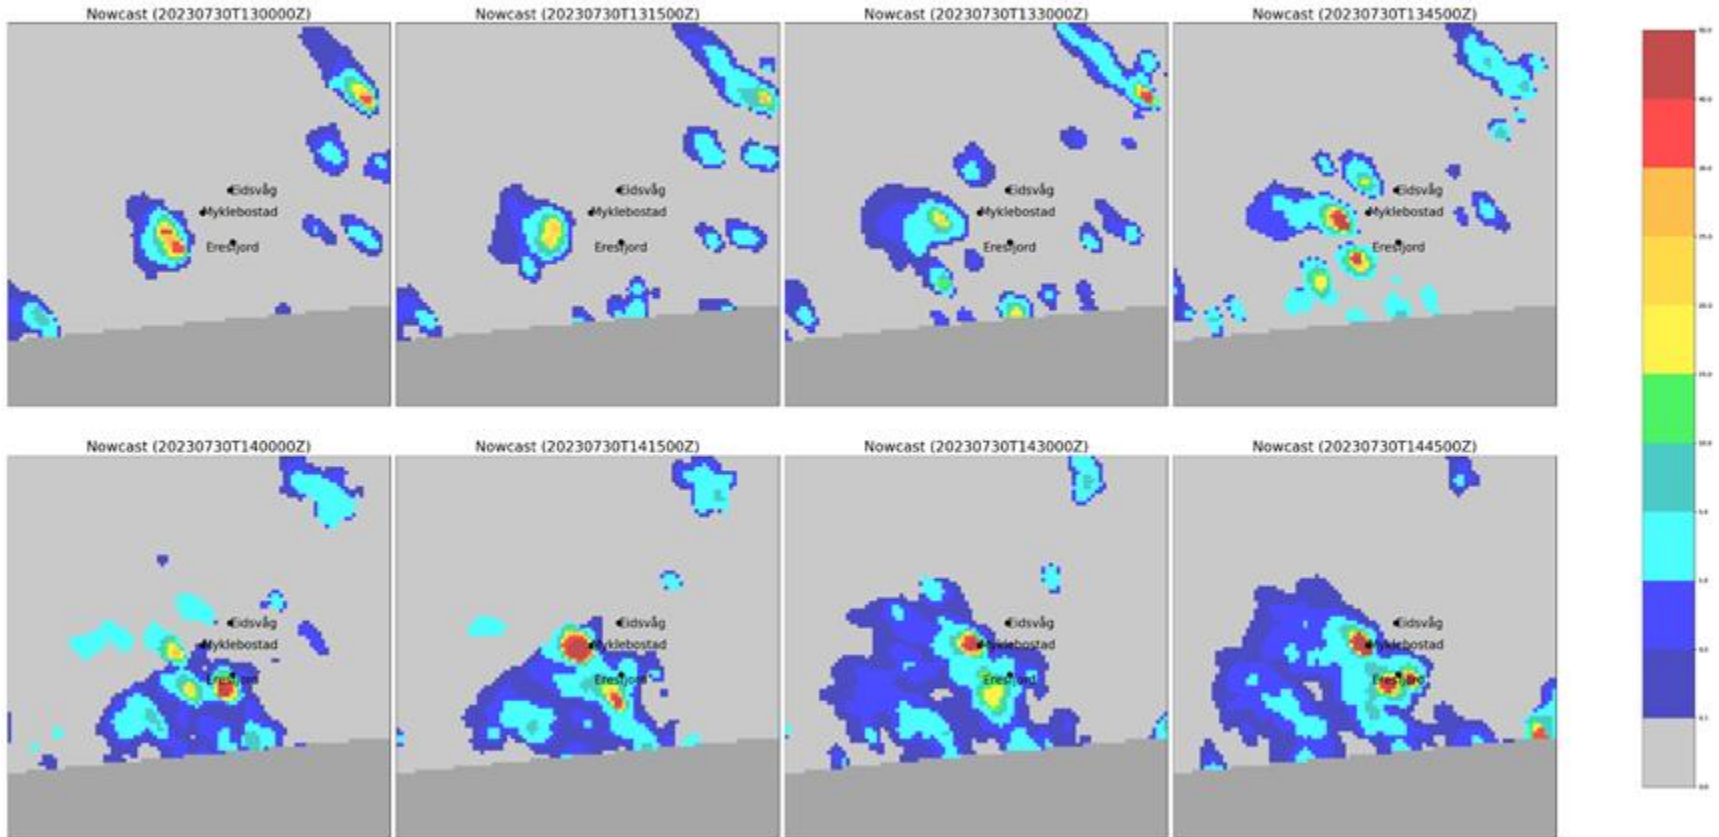 Nowcast (20230730T130000Z)
Nowcast (20230730T131500Z)
Nowcast (20230730T133000Z)
Nowcast (20230730T134500Z)
Eidsvåg
Myklebostad
Eresfjord
Eidsvåg
Myklebostad
Eresfjord
Eidsvåg
Myklebostad
Eresfjord
Eidsvåg
Myklebostad
Eresfjord
Nowcast (20230730T140000Z)
Nowcast (20230730T141500Z)
Nowcast (20230730T143000Z)
Nowcast (20230730T144500Z)
Eidsvåg
Myklebostad
Eresfjord
Eidsvåg
Myklebostad
Eresfjord
Eidsvåg
Myklebostad
Eresfjord
Eidsvåg
Myklebostad
Eresfjord